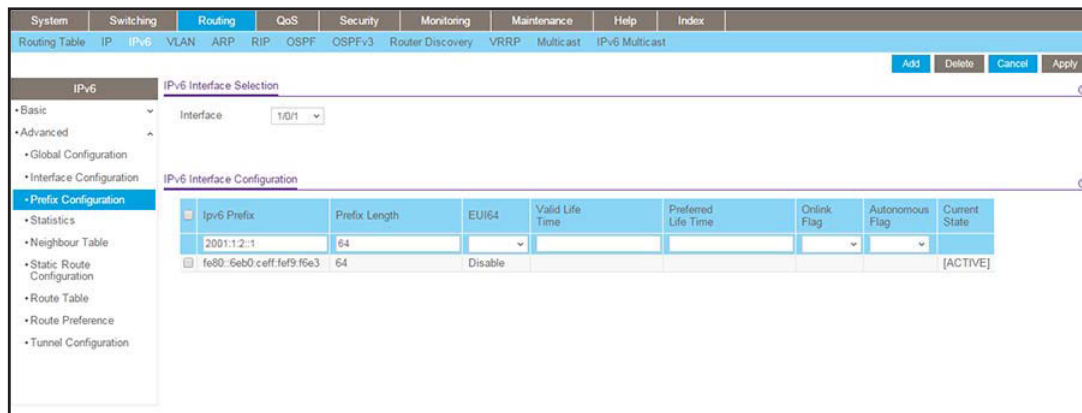 System Switching Routing QoS Security Monitoring Maintenance Help Index
Routing Table IP IPv6 VLAN ARP RIP OSPF OSPFv3 Router Discovery VRRP Multicast IPv6 Multicast
Add Delete Cancel Apply
IPv6
•Basic
•Advanced
•Global Configuration
•Interface Configuration
•Prefix Configuration
•Statistics
•Neighbour Table
•Static Route
Configuration
•Route Table
•Route Preference
•Tunnel Configuration
IPv6 Interface Selection
Interface 1/0/1
IPv6 Interface Configuration
Ipv6 Prefix Prefix Length EUI64 Valid Life Time Preferred Life Time Onlink Flag Autonomous Flag Current State
2001:1:2::1 64
fe80::6eb0:ceff:fef9:f6e3 64 Disable [ACTIVE]